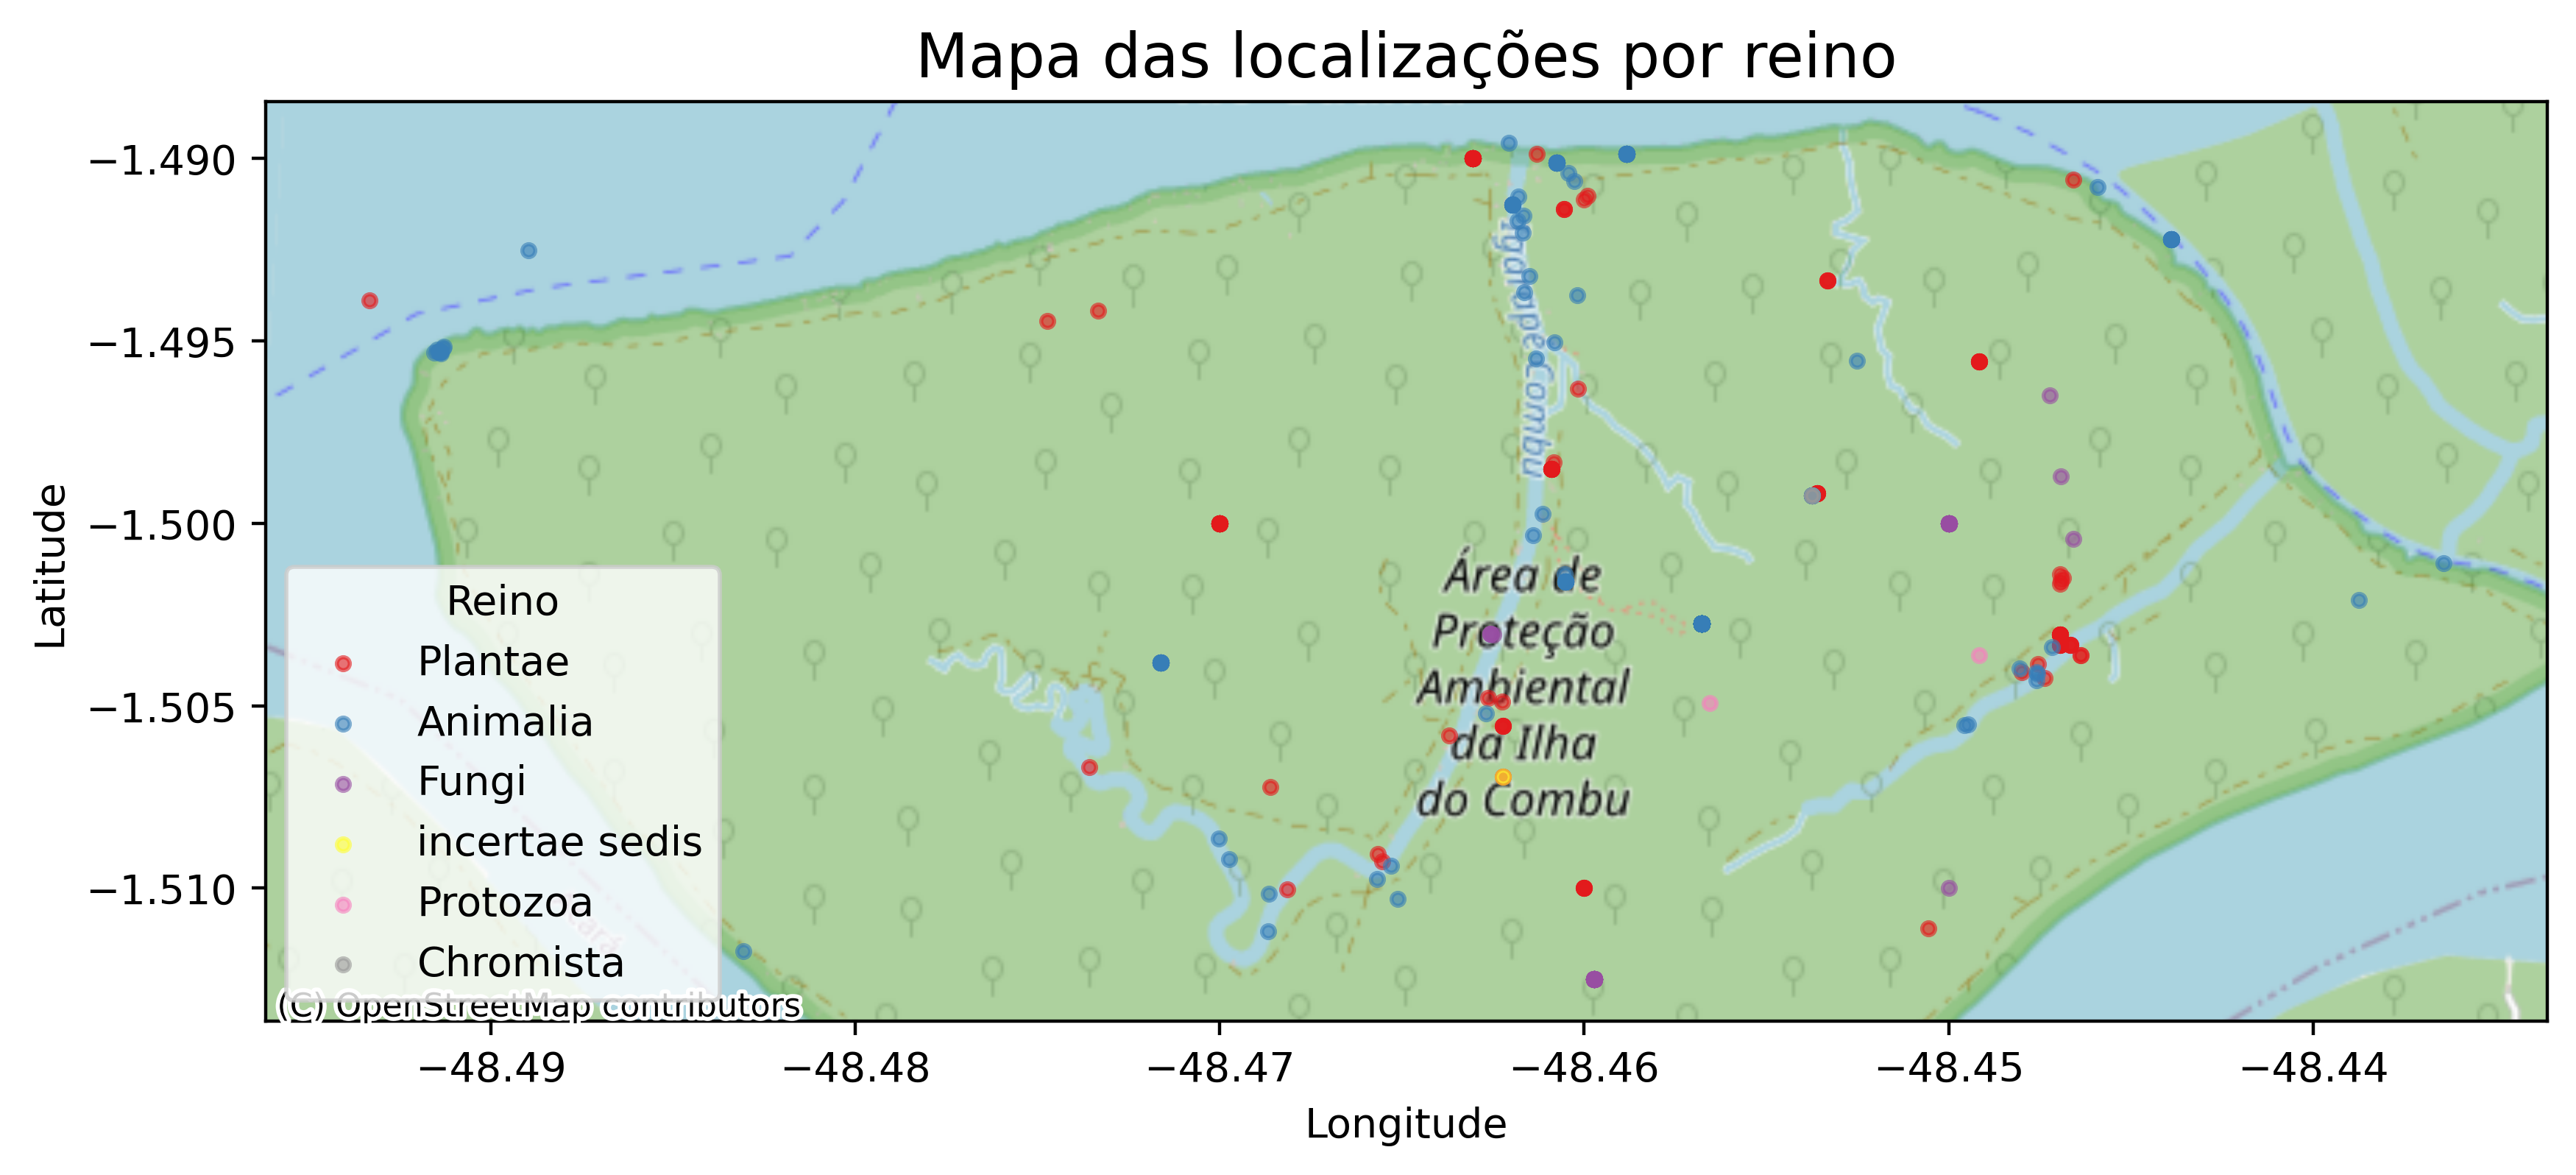 Mapa das localizações por reino
−1.490
−1.495
−1.500
−1.505
−1.510
Latitude
Igarapé Combu
Área de
Proteção
Ambiental
da Ilha
do Combu
Reino
Plantae
Animalia
Fungi
incertae sedis
Protozoa
Chromista
(C) OpenStreetMap contributors
−48.49
−48.48
−48.47
−48.46
−48.45
−48.44
Longitude